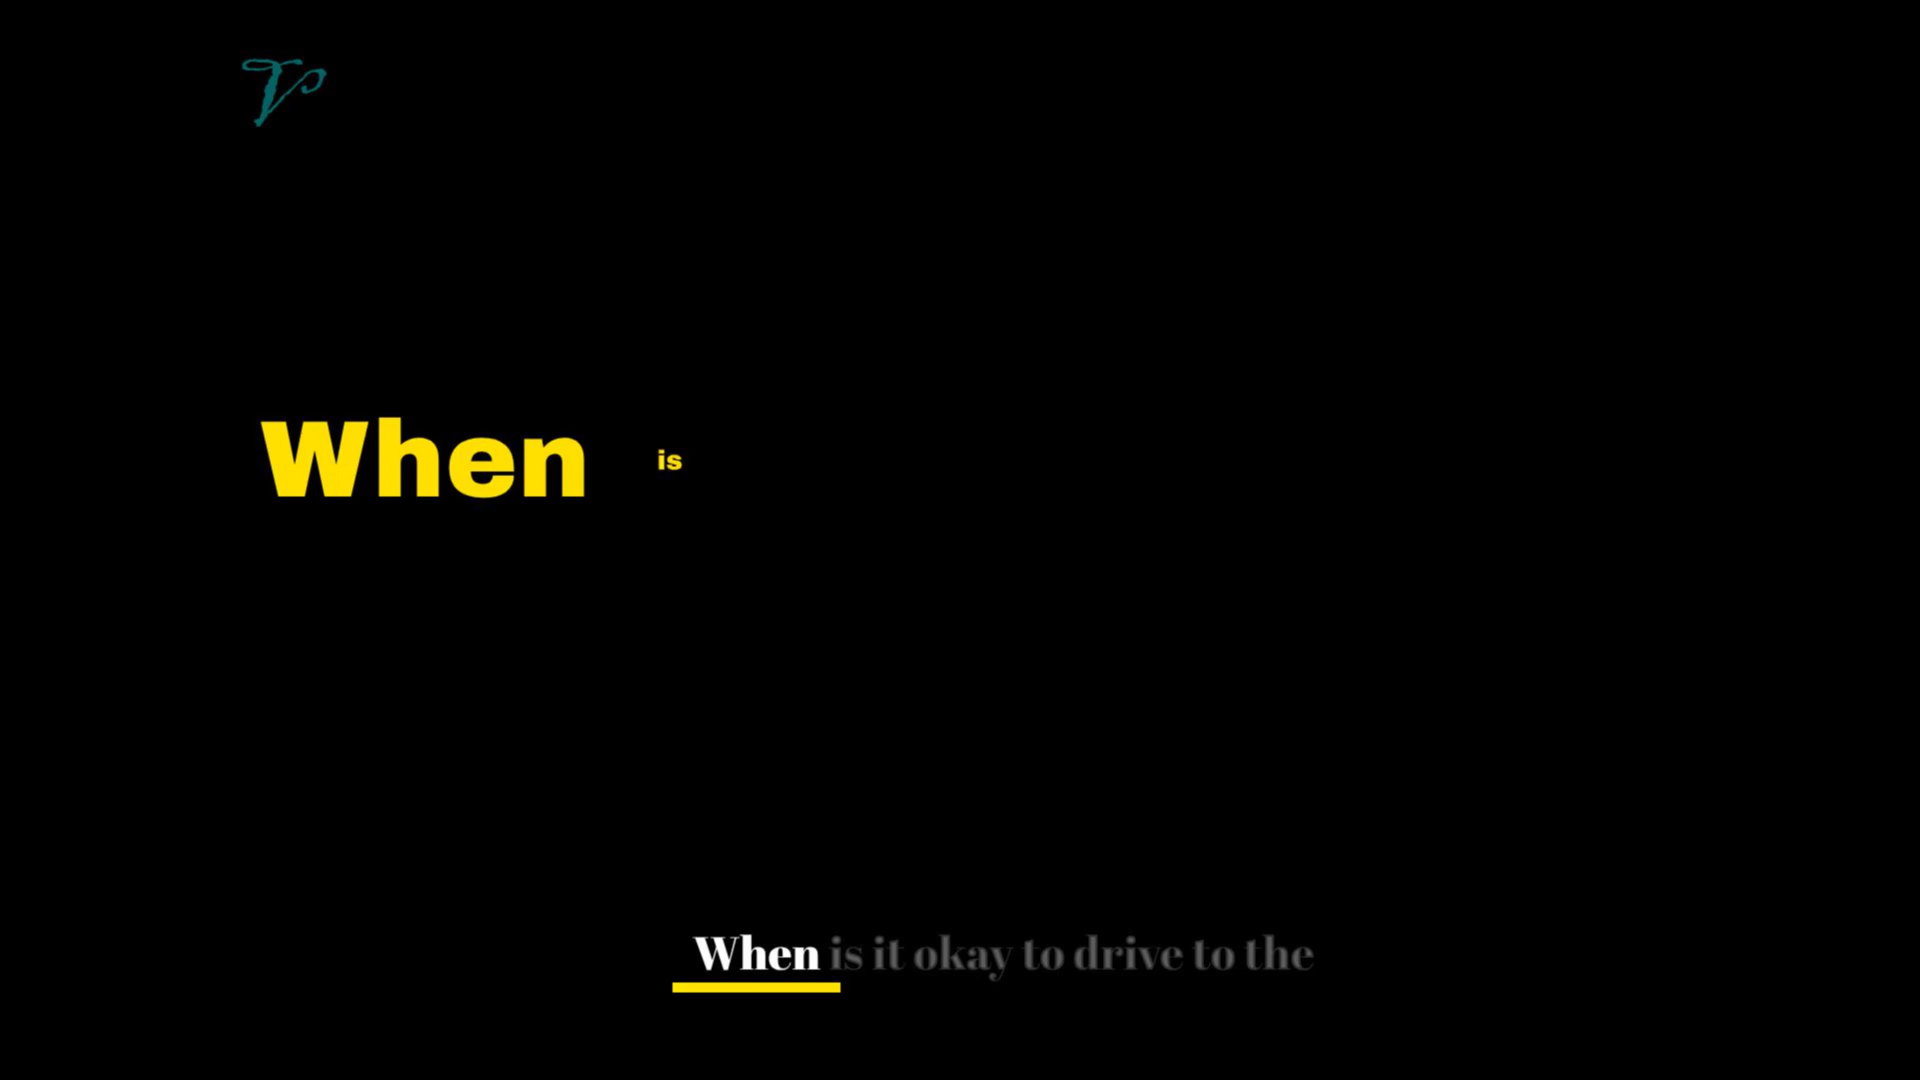 When is
When is it okay to drive to the